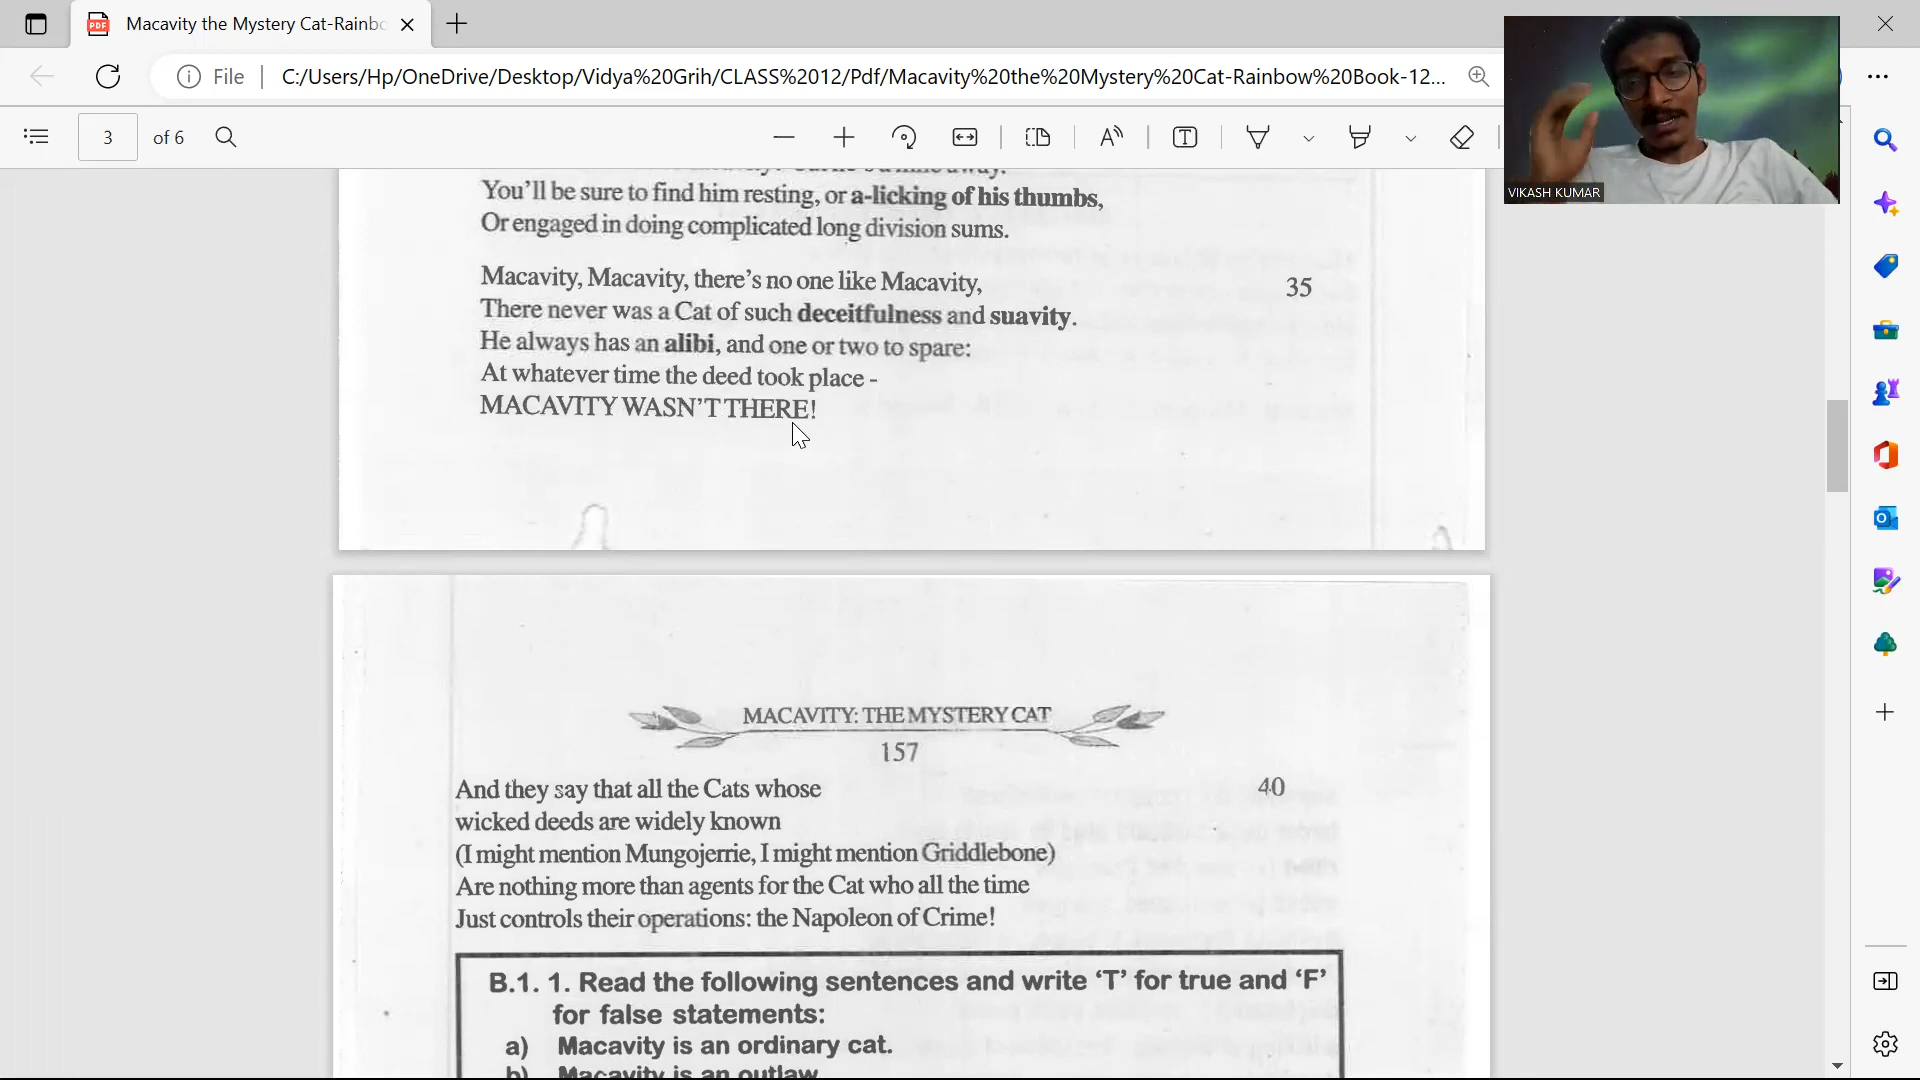 Macavity the Mystery Cat-Rainbo
File
C:/Users/Hp/OneDrive/Desktop/Vidya%20Grih/CLASS%2012/Pdf/Macavity%20the%20Mystery%20Cat-Rainbow%20Book-12...
3 of 6
VIKASH KUMAR
You'll be sure to find him resting, or a-licking of his thumbs,
Or engaged in doing complicated long division sums.
Macavity, Macavity, there's no one like Macavity, 35
There never was a Cat of such deceitfulness and suavity.
He always has an alibi, and one or two to spare:
At whatever time the deed took place -
MACAVITY WASN'T THERE!
MACAVITY: THE MYSTERY CAT
157
And they say that all the Cats whose 40
wicked deeds are widely known
(I might mention Mungojerrie, I might mention Griddlebone)
Are nothing more than agents for the Cat who all the time
Just controls their operations: the Napoleon of Crime!
B.1. 1. Read the following sentences and write ‘T’ for true and ‘F’
for false statements:
a) Macavity is an ordinary cat.
b) Macavity is an outlaw